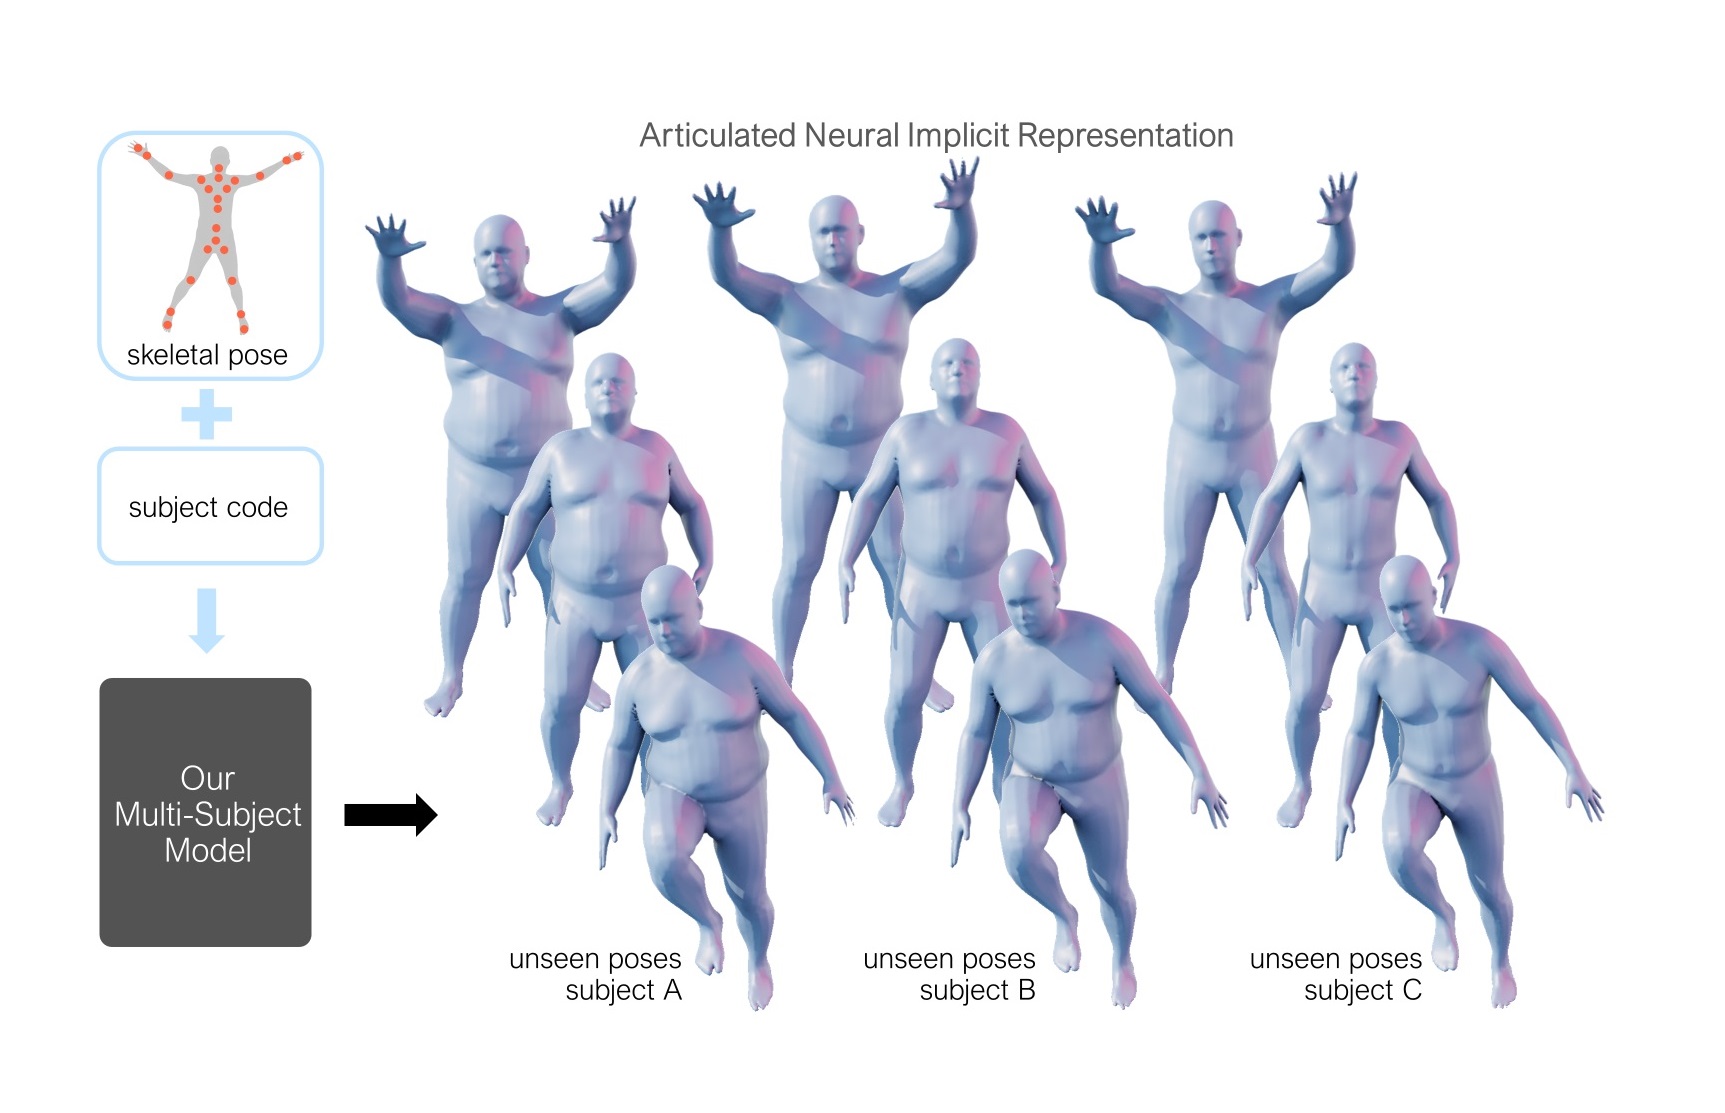 Articulated Neural Implicit Representation
skeletal pose
subject code
Our
Multi-Subject
Model
unseen poses
subject A
unseen poses
subject B
unseen poses
subject C